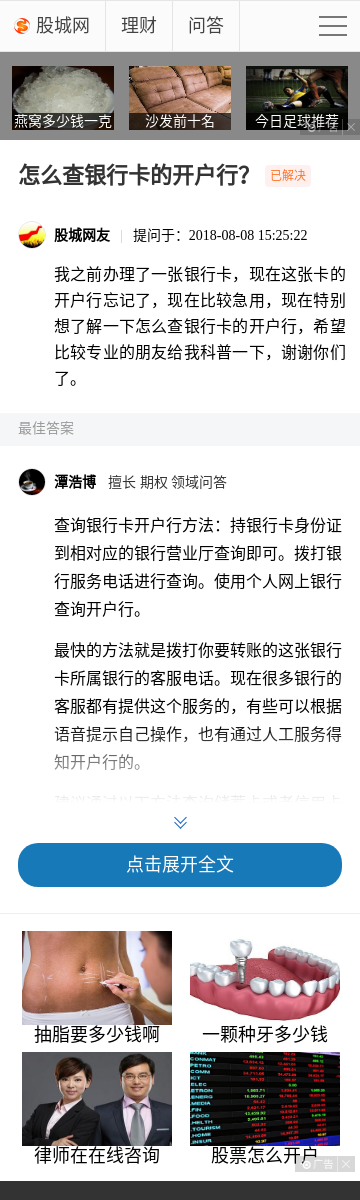 股城网 理财 问答
燕窝多少钱一克 沙发前十名 今日足球推荐
怎么查银行卡的开户行? 已解决
股城网友 提问于：2018-08-08 15:25:22
我之前办理了一张银行卡，现在这张卡的
开户行忘记了，现在比较急用，现在特别
想了解一下怎么查银行卡的开户行，希望
比较专业的朋友给我科普一下，谢谢你们
了。
最佳答案
潭浩博 擅长 期权 领域问答
查询银行卡开户行方法：持银行卡身份证
到相对应的银行营业厅查询即可。拨打银
行服务电话进行查询。使用个人网上银行
查询开户行。
最快的方法就是拨打你要转账的这张银行
卡所属银行的客服电话。现在很多银行的
客服都有提供这个服务的，有些可以根据
语音提示自己操作，也有通过人工服务得
知开户行的。
点击展开全文
抽脂要多少钱啊 一颗种牙多少钱
律师在在线咨询 股票怎么开户
广告